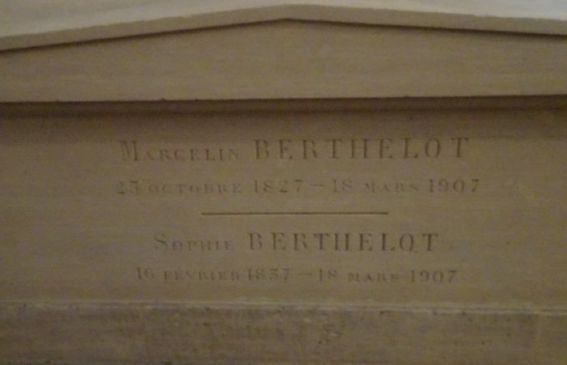 Marcelin BERTHELOT
25 OCTOBRE 1827 – 18 MARS 1907
Sophie BERTHELOT
16 FÉVRIER 1837 – 18 MARS 1907